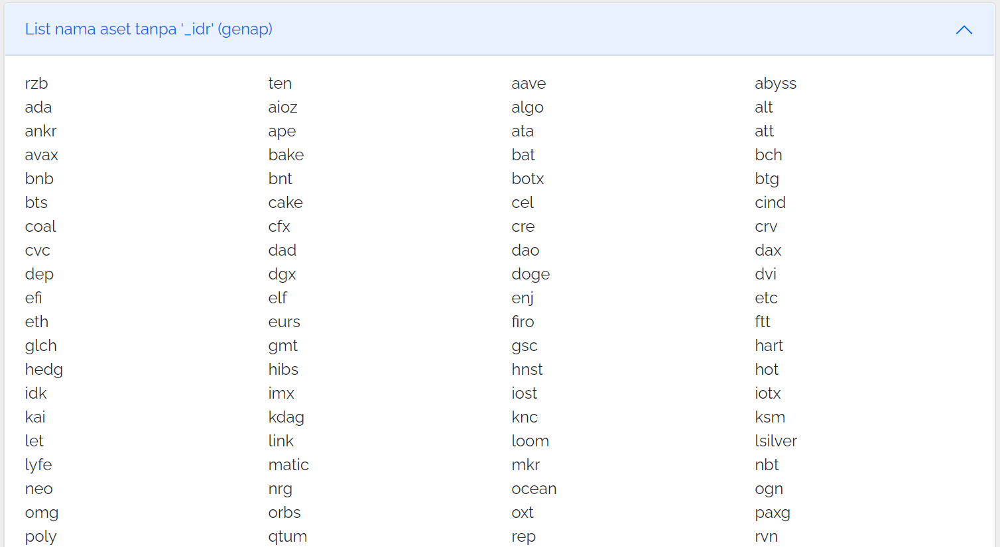 List nama aset tanpa '_idr' (genap)
rzb ten aave abyss
ada aioz algo alt
ankr ape ata att
avax bake bat bch
bnb bnt botx btg
bts cake cel cind
coal cfx cre crv
cvc dad dao dax
dep dgx doge dvi
efi elf enj etc
eth eurs firo ftt
glch gmt gsc hart
hedg hibs hnst hot
idk imx iost iotx
kai kdag knc ksm
let link loom lsilver
lyfe matic mkr nbt
neo nrg ocean ogn
omg orbs oxt paxg
poly qtum rep rvn